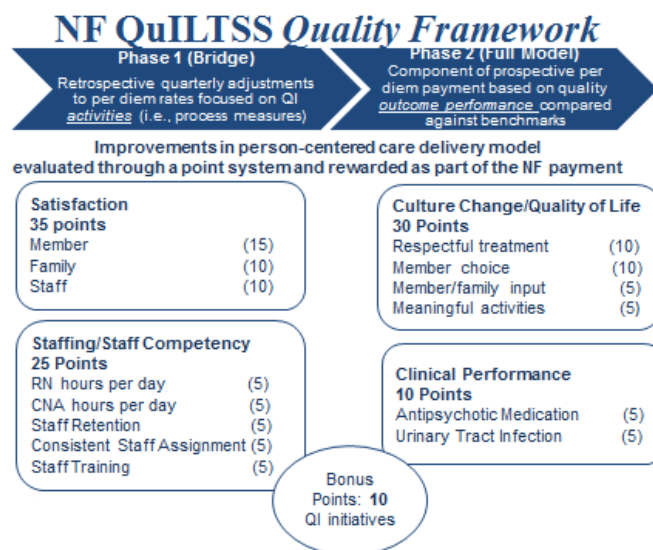 NF QuILTSS Quality Framework
Phase 1 (Bridge)
Retrospective quarterly adjustments
to per diem rates focused on QI
activities (i.e., process measures)
Phase 2 (Full Model)
Component of prospective per
diem payment based on quality
outcome performance compared
against benchmarks
Improvements in person-centered care delivery model
evaluated through a point system and rewarded as part of the NF payment
Satisfaction
35 points
Member (15)
Family (10)
Staff (10)
Culture Change/Quality of Life
30 Points
Respectful treatment (10)
Member choice (10)
Member/family input (5)
Meaningful activities (5)
Staffing/Staff Competency
25 Points
RN hours per day (5)
CNA hours per day (5)
Staff Retention (5)
Consistent Staff Assignment (5)
Staff Training (5)
Clinical Performance
10 Points
Antipsychotic Medication (5)
Urinary Tract Infection (5)
Bonus
Points: 10
QI initiatives